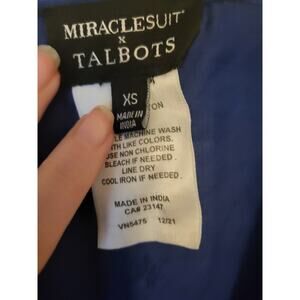 MIRACLESUIT®
×
TALBOTS
XS
MADE IN
INDIA
MACHINE WASH
WITH LIKE COLORS.
USE NON CHLORINE
BLEACH IF NEEDED.
LINE DRY
COOL IRON IF NEEDED.
MADE IN INDIA
CA# 23147
VN5475 12/21